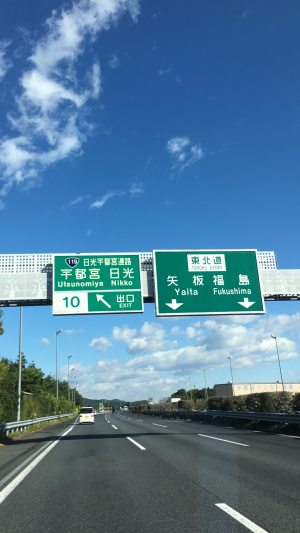 119 日光宇都宮道路
宇都宮 日光
Utsunomiya Nikko
10 出口
EXIT
東北道
TOHOKU EXPWY
矢板 福島
Yaita Fukushima